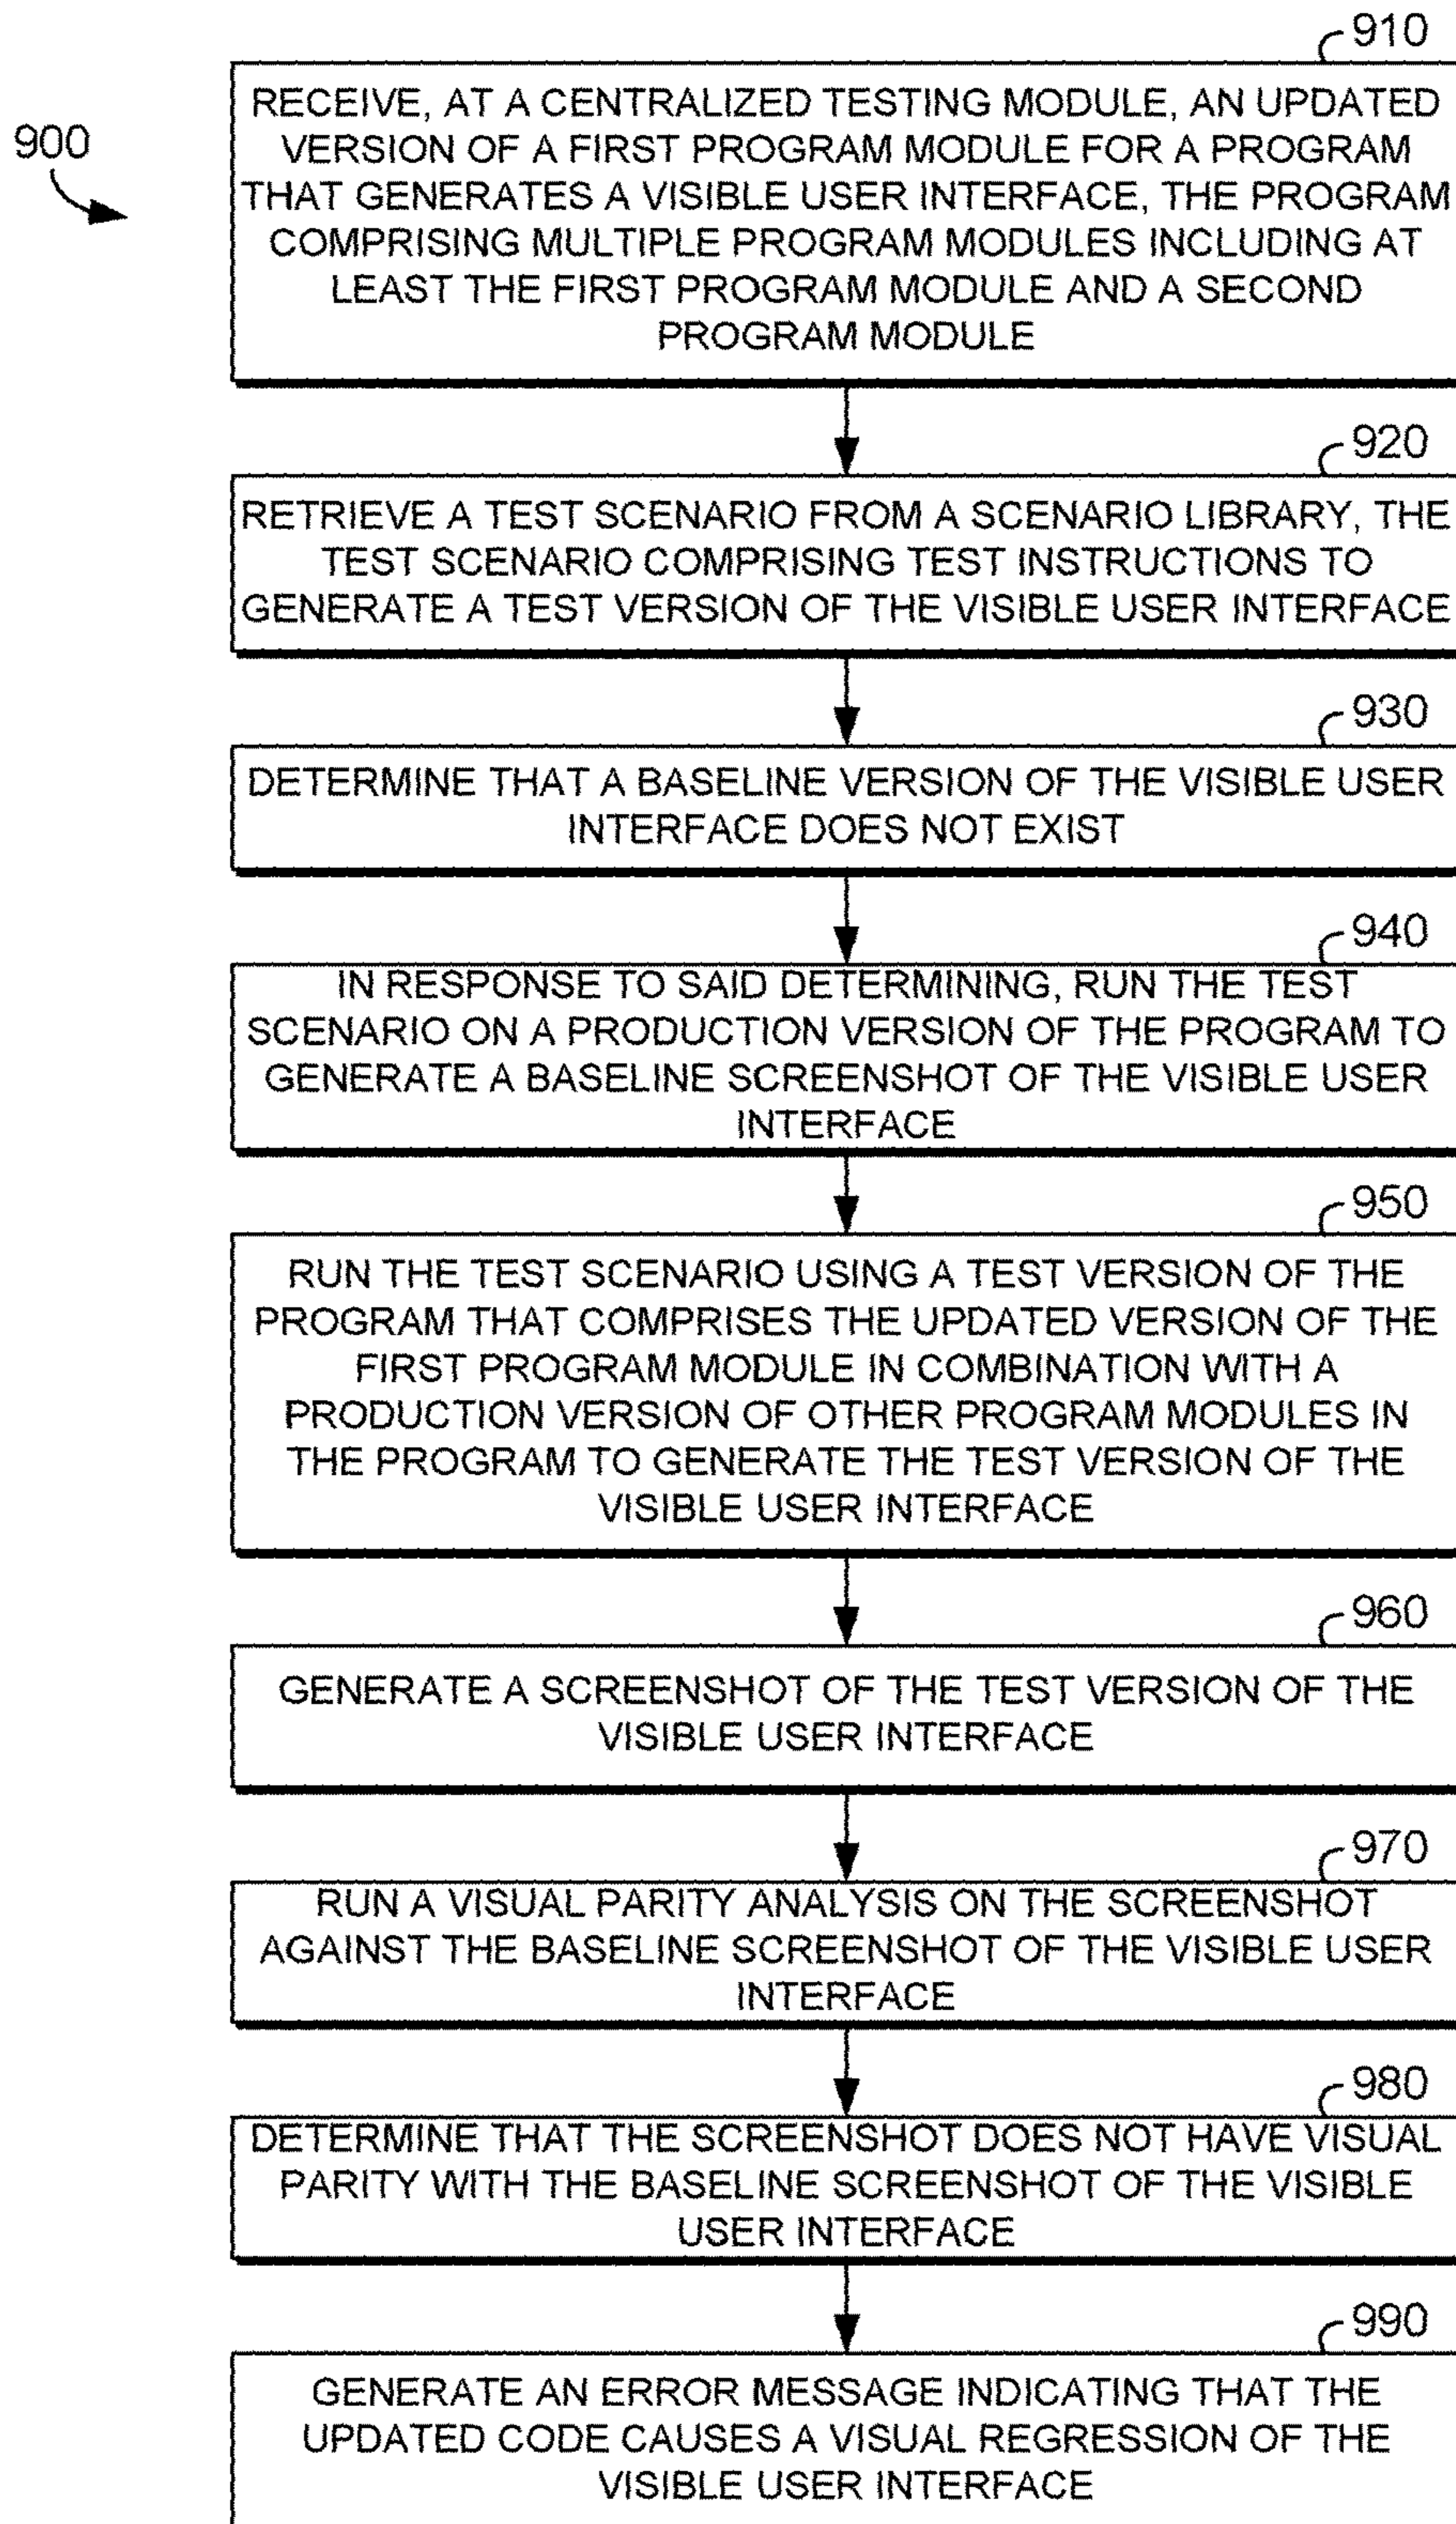 900
910
RECEIVE, AT A CENTRALIZED TESTING MODULE, AN UPDATED
VERSION OF A FIRST PROGRAM MODULE FOR A PROGRAM
THAT GENERATES A VISIBLE USER INTERFACE, THE PROGRAM
COMPRISING MULTIPLE PROGRAM MODULES INCLUDING AT
LEAST THE FIRST PROGRAM MODULE AND A SECOND
PROGRAM MODULE
920
RETRIEVE A TEST SCENARIO FROM A SCENARIO LIBRARY, THE
TEST SCENARIO COMPRISING TEST INSTRUCTIONS TO
GENERATE A TEST VERSION OF THE VISIBLE USER INTERFACE
930
DETERMINE THAT A BASELINE VERSION OF THE VISIBLE USER
INTERFACE DOES NOT EXIST
940
IN RESPONSE TO SAID DETERMINING, RUN THE TEST
SCENARIO ON A PRODUCTION VERSION OF THE PROGRAM TO
GENERATE A BASELINE SCREENSHOT OF THE VISIBLE USER
INTERFACE
950
RUN THE TEST SCENARIO USING A TEST VERSION OF THE
PROGRAM THAT COMPRISES THE UPDATED VERSION OF THE
FIRST PROGRAM MODULE IN COMBINATION WITH A
PRODUCTION VERSION OF OTHER PROGRAM MODULES IN
THE PROGRAM TO GENERATE THE TEST VERSION OF THE
VISIBLE USER INTERFACE
960
GENERATE A SCREENSHOT OF THE TEST VERSION OF THE
VISIBLE USER INTERFACE
970
RUN A VISUAL PARITY ANALYSIS ON THE SCREENSHOT
AGAINST THE BASELINE SCREENSHOT OF THE VISIBLE USER
INTERFACE
980
DETERMINE THAT THE SCREENSHOT DOES NOT HAVE VISUAL
PARITY WITH THE BASELINE SCREENSHOT OF THE VISIBLE
USER INTERFACE
990
GENERATE AN ERROR MESSAGE INDICATING THAT THE
UPDATED CODE CAUSES A VISUAL REGRESSION OF THE
VISIBLE USER INTERFACE